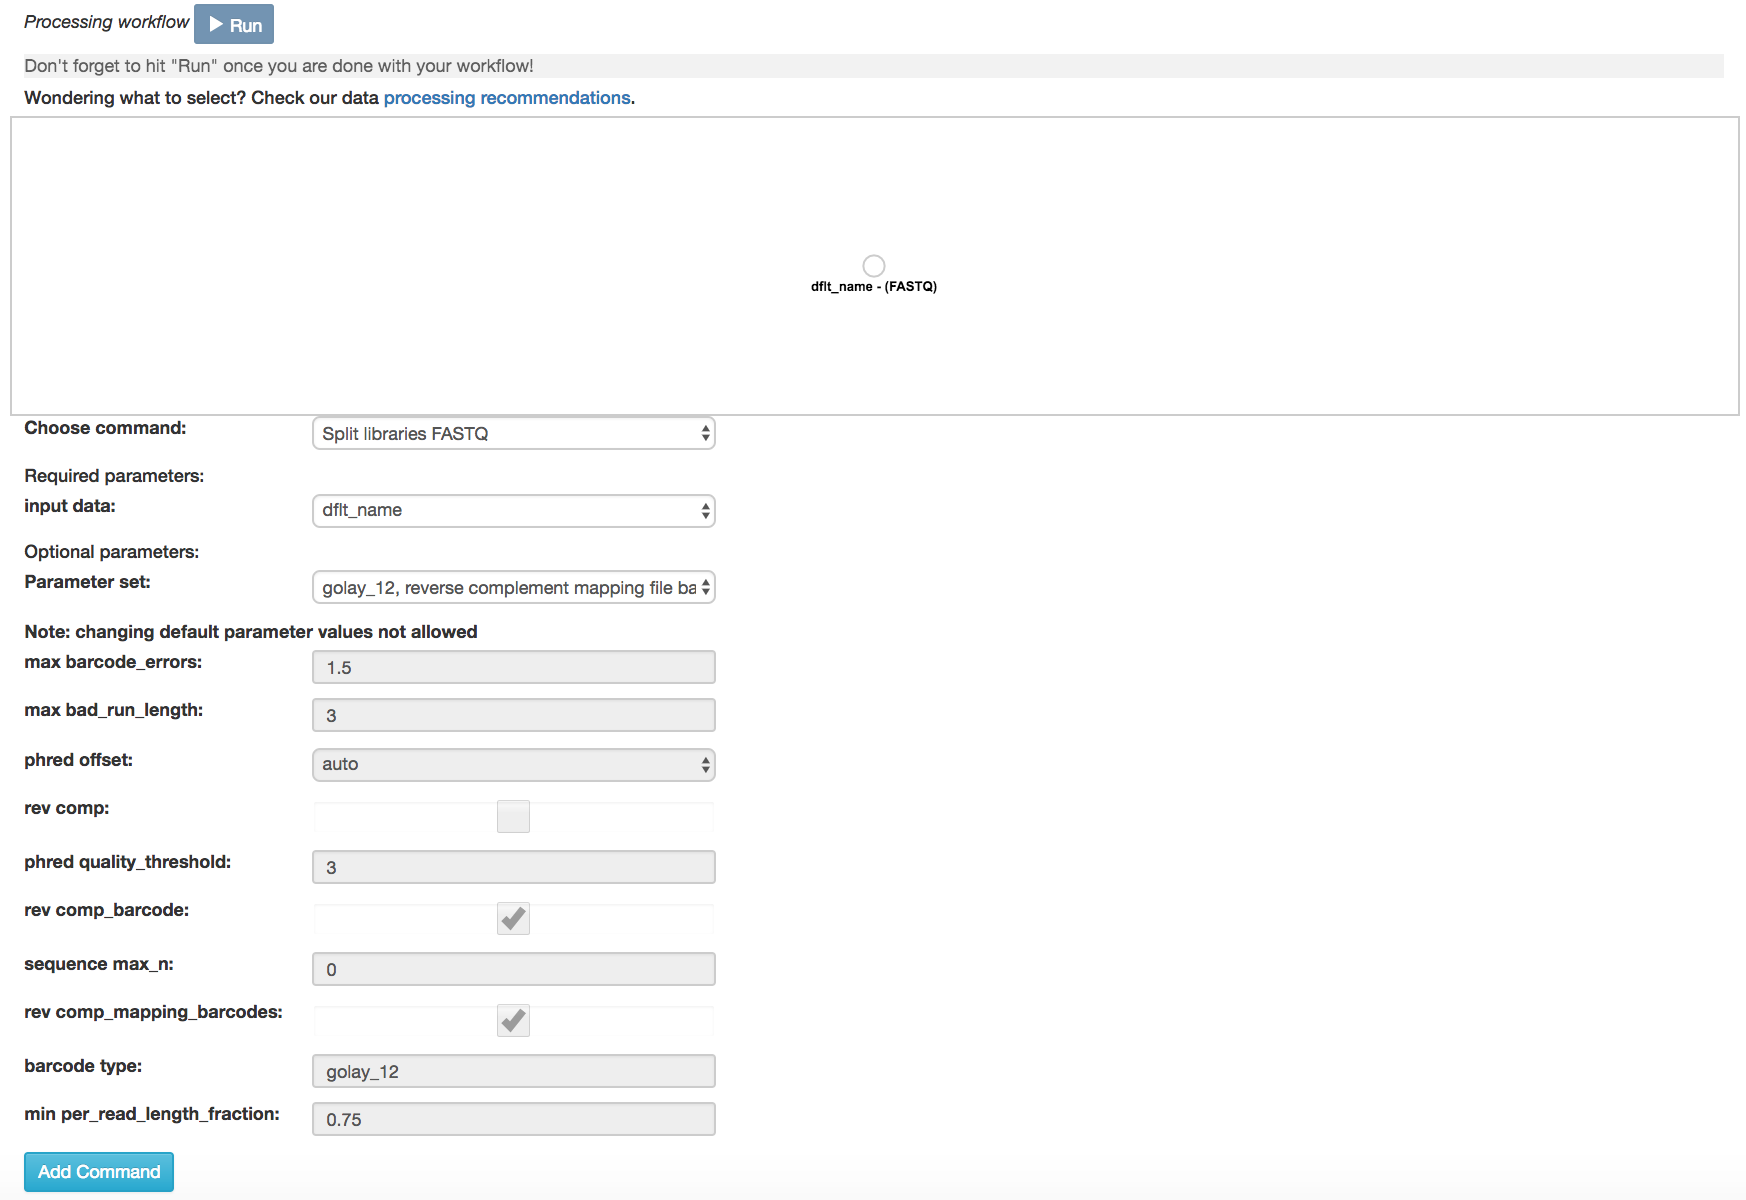 Processing workflow Run
Don't forget to hit "Run" once you are done with your workflow!
Wondering what to select? Check our data processing recommendations.
dflt_name - (FASTQ)
Choose command: Split libraries FASTQ
Required parameters:
input data: dflt_name
Optional parameters:
Parameter set: golay_12, reverse complement mapping file ba
Note: changing default parameter values not allowed
max barcode_errors: 1.5
max bad_run_length: 3
phred offset: auto
rev comp:
phred quality_threshold: 3
rev comp_barcode:
sequence max_n: 0
rev comp_mapping_barcodes:
barcode type: golay_12
min per_read_length_fraction: 0.75
Add Command